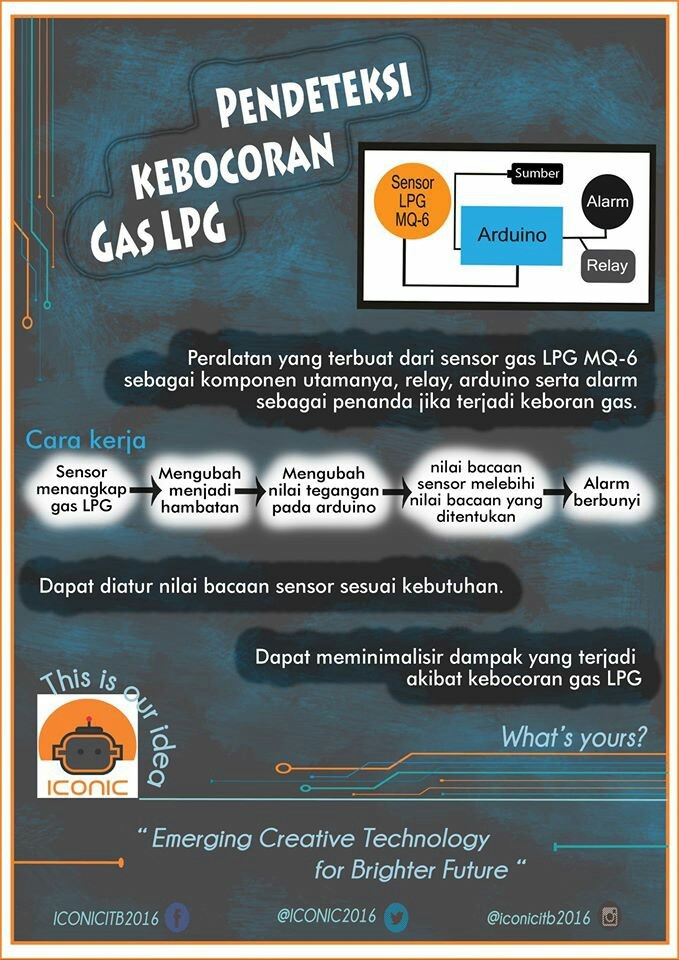 PENDETEKSI
KEBOCORAN
GAS LPG
Sensor
LPG
MQ-6
Sumber
Arduino
Alarm
Relay
Peralatan yang terbuat dari sensor gas LPG MQ-6
sebagai komponen utamanya, relay, arduino serta alarm
sebagai penanda jika terjadi keboran gas.
Cara kerja
Sensor
menangkap
gas LPG
Mengubah
menjadi
hambatan
Mengubah
nilai tegangan
pada arduino
nilai bacaan
sensor melebihi
nilai bacaan yang
ditentukan
Alarm
berbunyi
Dapat diatur nilai bacaan sensor sesuai kebutuhan.
Dapat meminimalisir dampak yang terjadi
akibat kebocoran gas LPG
This is our idea
ICONIC
What's yours?
“ Emerging Creative Technology
for Brighter Future “
ICONICITB2016
@ICONIC2016
@iconicitb2016